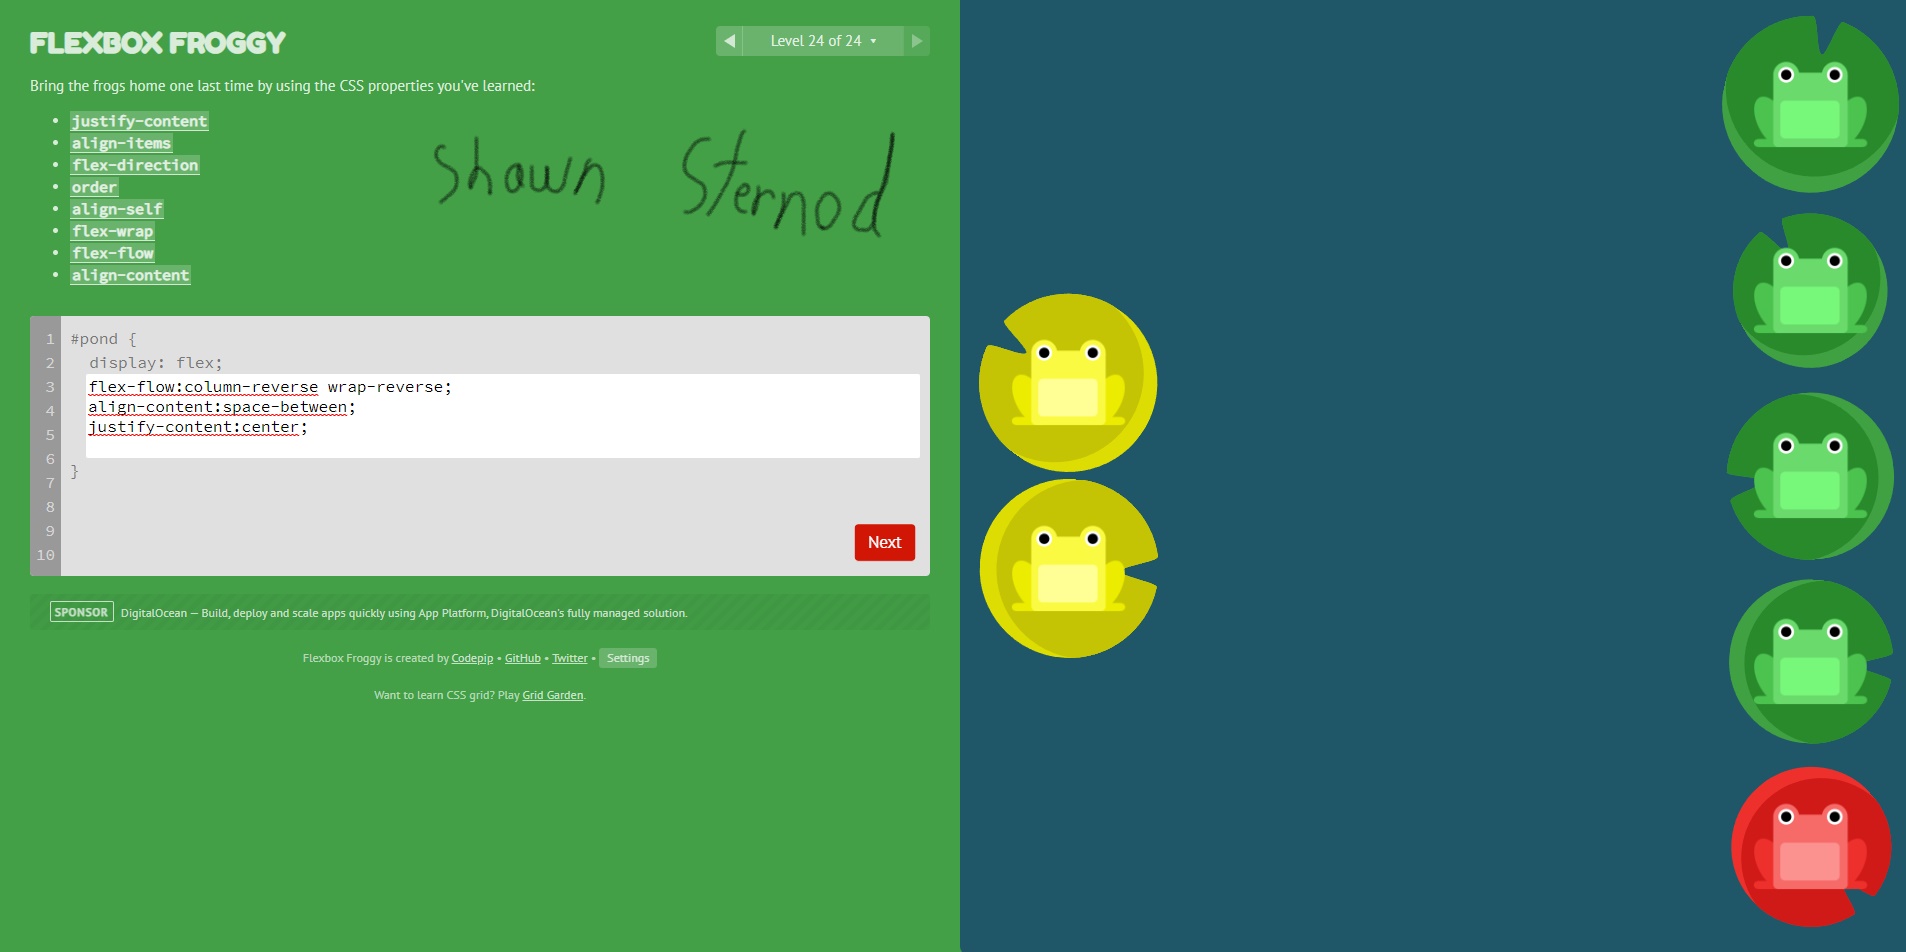 FLEXBOX FROGGY
◀ Level 24 of 24 ▾ ▶
Bring the frogs home one last time by using the CSS properties you've learned:
• justify-content
• align-items
• flex-direction
• order
• align-self
• flex-wrap
• flex-flow
• align-content
Shawn Sternod
1 #pond {
2 display: flex;
3 flex-flow:column-reverse wrap-reverse;
4 align-content:space-between;
5 justify-content:center;
6
7 }
8
9
10
Next
SPONSOR DigitalOcean — Build, deploy and scale apps quickly using App Platform, DigitalOcean's fully managed solution.
Flexbox Froggy is created by Codepip • GitHub • Twitter • Settings
Want to learn CSS grid? Play Grid Garden.